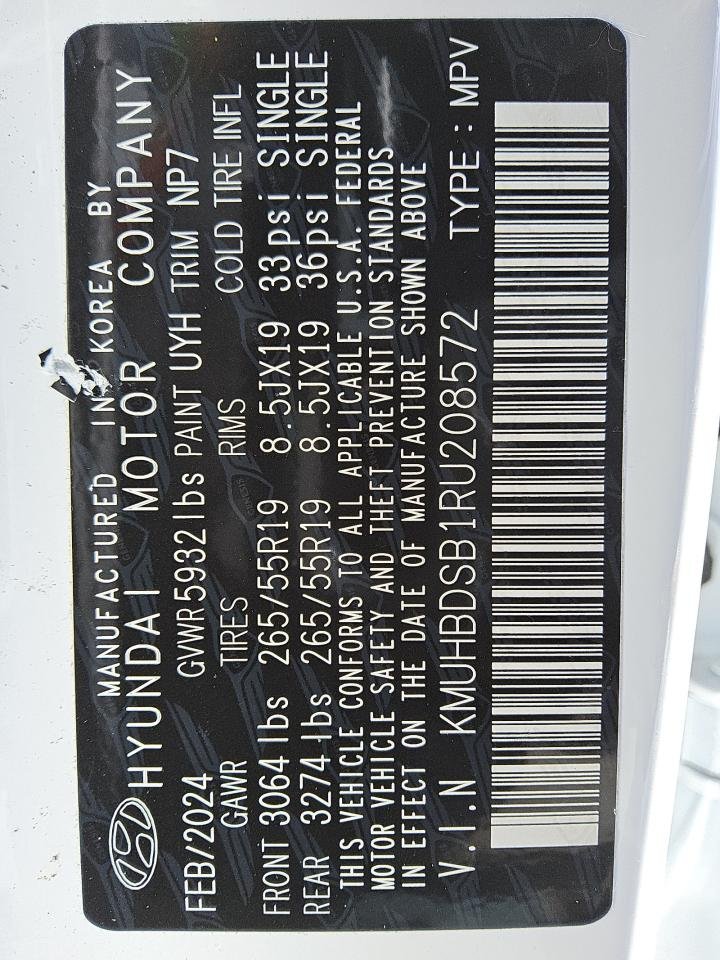 MANUFACTURED IN KOREA BY
HYUNDAI MOTOR COMPANY
FEB/2024 GVWR 5932 lbs PAINT UYH TRIM NP7
GAWR TIRES RIMS COLD TIRE INFL
FRONT 3064 lbs 265/55R19 8.5JX19 33psi SINGLE
REAR 3274 lbs 265/55R19 8.5JX19 36psi SINGLE
THIS VEHICLE CONFORMS TO ALL APPLICABLE U.S.A. FEDERAL
MOTOR VEHICLE SAFETY AND THEFT PREVENTION STANDARDS
IN EFFECT ON THE DATE OF MANUFACTURE SHOWN ABOVE
V.I.N KMUHBDSB1RU208572 TYPE : MPV